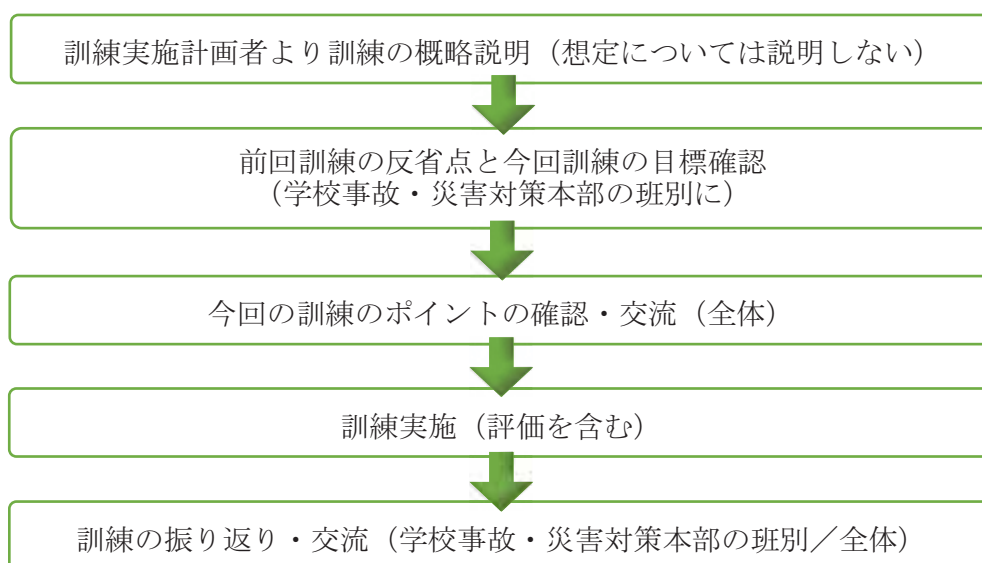 訓練実施計画者より訓練の概略説明（想定については説明しない）
前回訓練の反省点と今回訓練の目標確認
（学校事故・災害対策本部の班別に）
今回の訓練のポイントの確認・交流（全体）
訓練実施（評価を含む）
訓練の振り返り・交流（学校事故・災害対策本部の班別／全体）